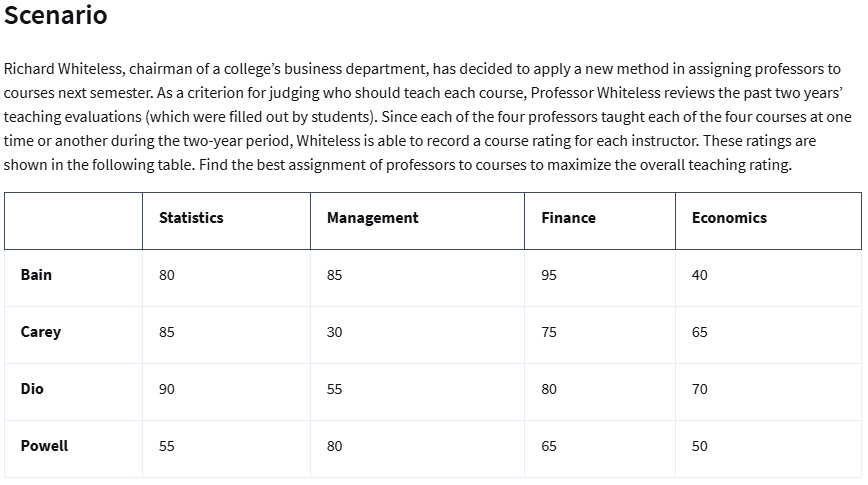 Scenario
Richard Whiteless, chairman of a college’s business department, has decided to apply a new method in assigning professors to
courses next semester. As a criterion for judging who should teach each course, Professor Whiteless reviews the past two years’
teaching evaluations (which were filled out by students). Since each of the four professors taught each of the four courses at one
time or another during the two-year period, Whiteless is able to record a course rating for each instructor. These ratings are
shown in the following table. Find the best assignment of professors to courses to maximize the overall teaching rating.
Statistics Management Finance Economics
Bain 80 85 95 40
Carey 85 30 75 65
Dio 90 55 80 70
Powell 55 80 65 50